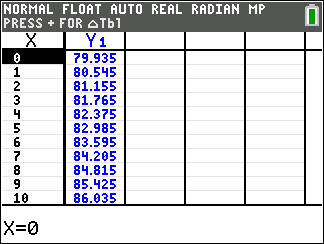 NORMAL FLOAT AUTO REAL RADIAN MP
PRESS + FOR △Tbl
X Y1
0 79.935
1 80.545
2 81.155
3 81.765
4 82.375
5 82.985
6 83.595
7 84.205
8 84.815
9 85.425
10 86.035
X=0